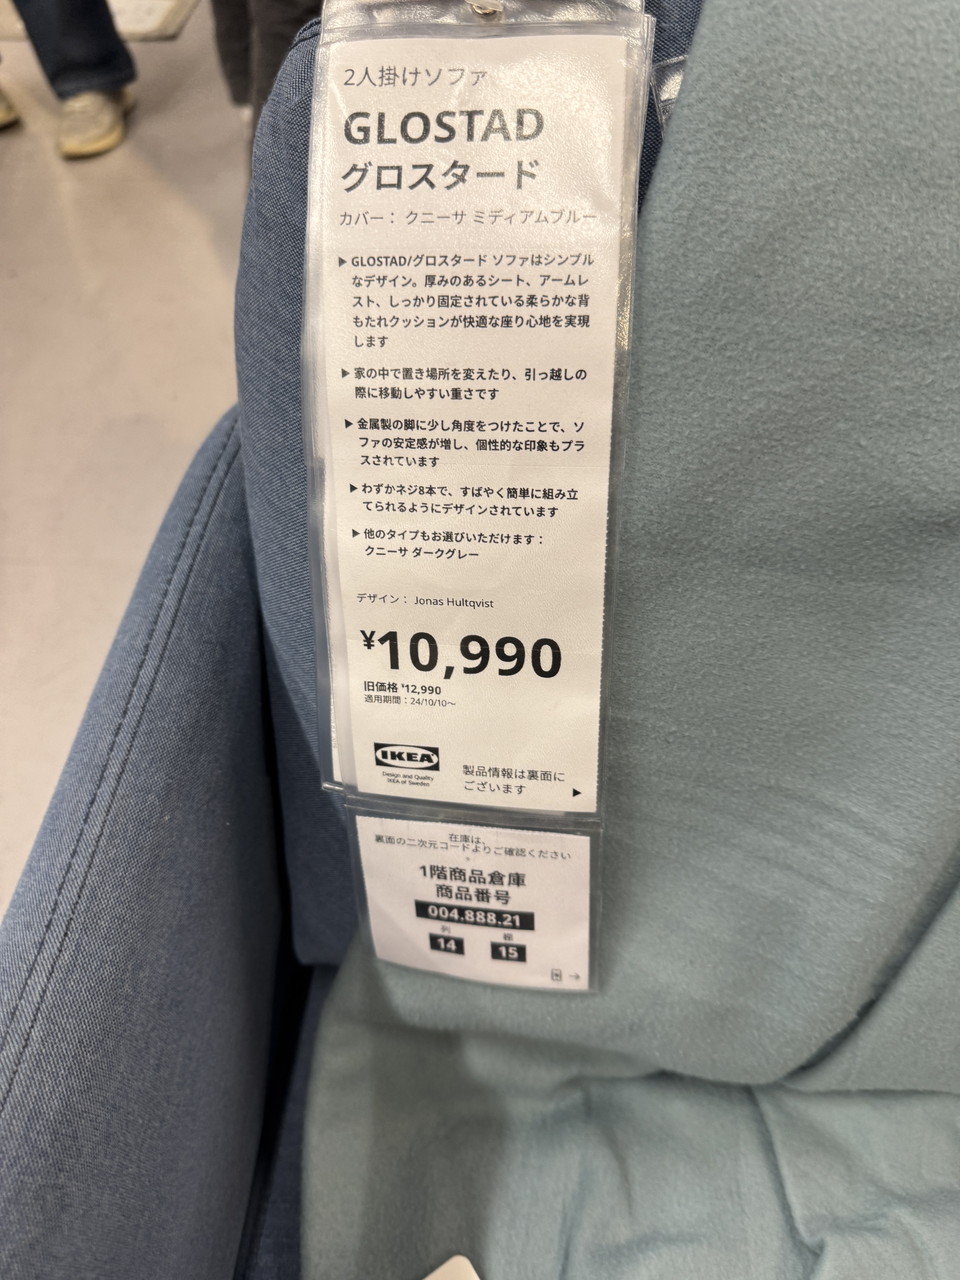 2人掛けソファ
GLOSTAD
グロスタード
カバー： クニーサ ミディアムブルー
▶ GLOSTAD/グロスタード ソファはシンプル
なデザイン。厚みのあるシート、アームレ
スト、しっかり固定されている柔らかな背
もたれクッションが快適な座り心地を実現
します
▶ 家の中で置き場所を変えたり、引っ越しの
際に移動しやすい重さです
▶ 金属製の脚に少し角度をつけたことで、ソ
ファの安定感が増し、個性的な印象もプラ
スされています
▶ わずかネジ8本で、すばやく簡単に組み立
てられるようにデザインされています
▶ 他のタイプもお選びいただけます：
クニーサ ダークグレー
デザイン： Jonas Hultqvist
¥10,990
旧価格 ¥12,990
適用期間：24/10/10～
IKEA
Design and Quality
IKEA of Sweden
製品情報は裏面に
ございます
▶
在庫は、
裏面の二次元コードよりご確認ください
。
1階商品倉庫
商品番号
004.888.21
列
14
15
→